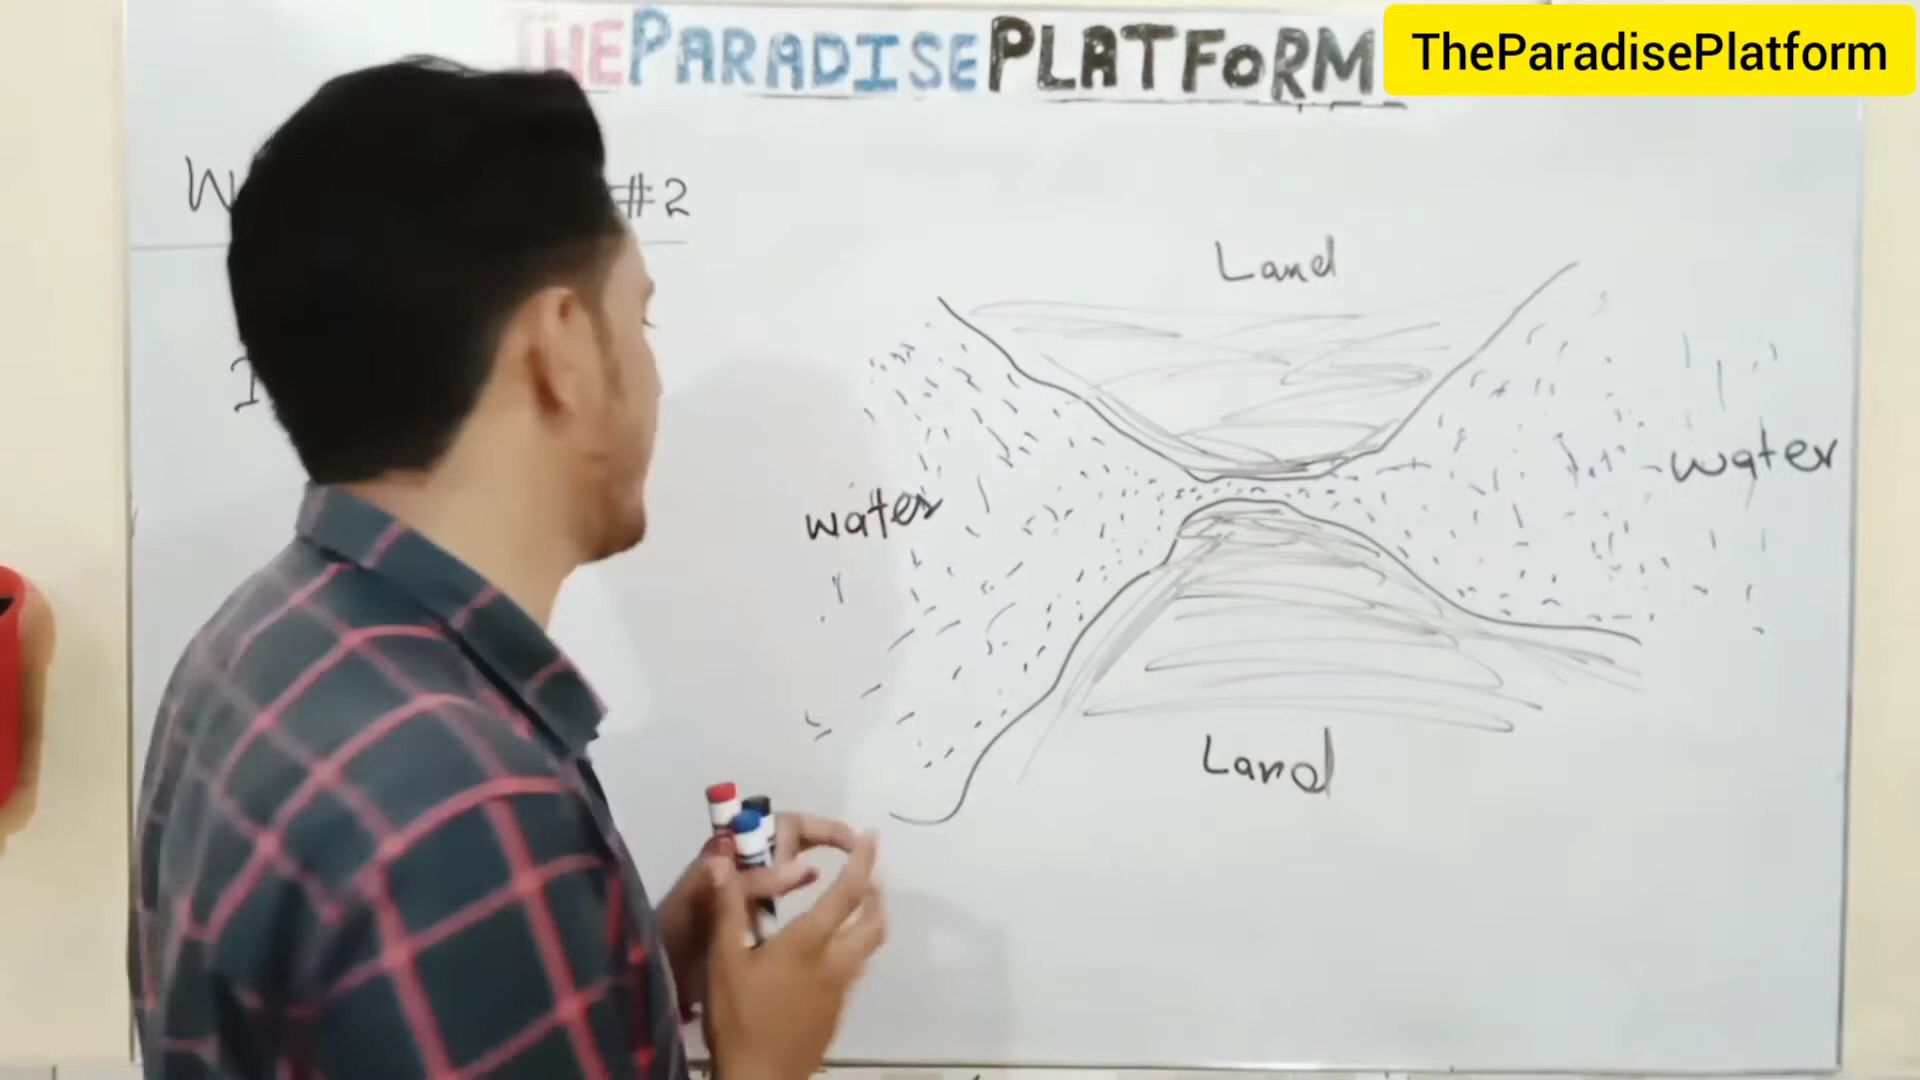 THEPARADISEPLATFORM
TheParadisePlatform
#2
Land
water
water
Land